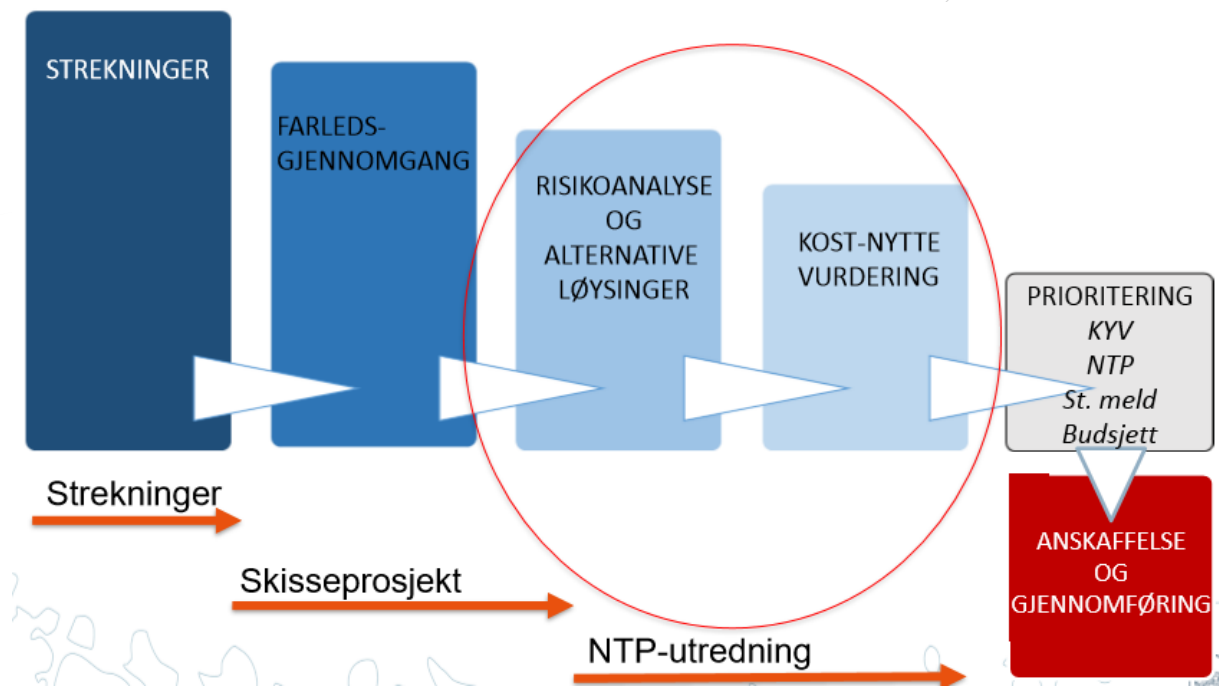 STREKNINGER
FARLEDS-
GJENNOMGANG
RISIKOANALYSE
OG
ALTERNATIVE
LØYSINGER
KOST-NYTTE
VURDERING
PRIORITERING
KYV
NTP
St. meld
Budsjett
ANSKAFFELSE
OG
GJENNOMFØRING
Strekninger
Skisseprosjekt
NTP-utredning